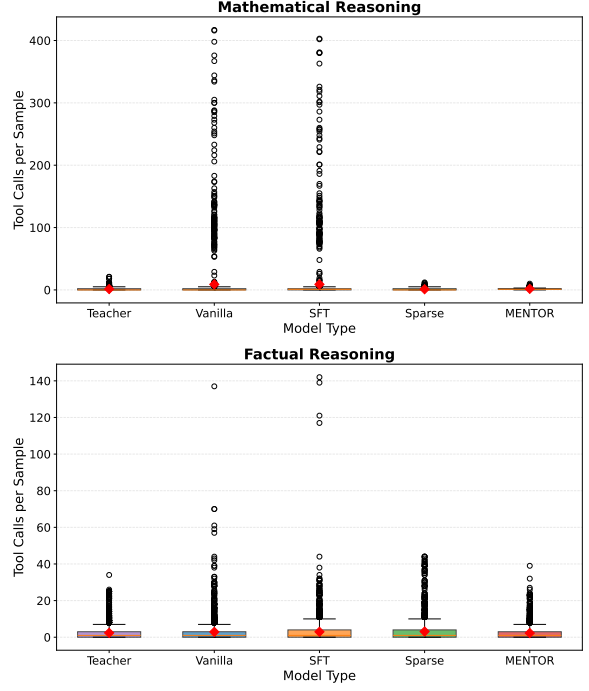 Mathematical Reasoning
400
300
200
100
0
Tool Calls per Sample
Teacher Vanilla SFT Sparse MENTOR
Model Type
Factual Reasoning
140
120
100
80
60
40
20
0
Tool Calls per Sample
Teacher Vanilla SFT Sparse MENTOR
Model Type